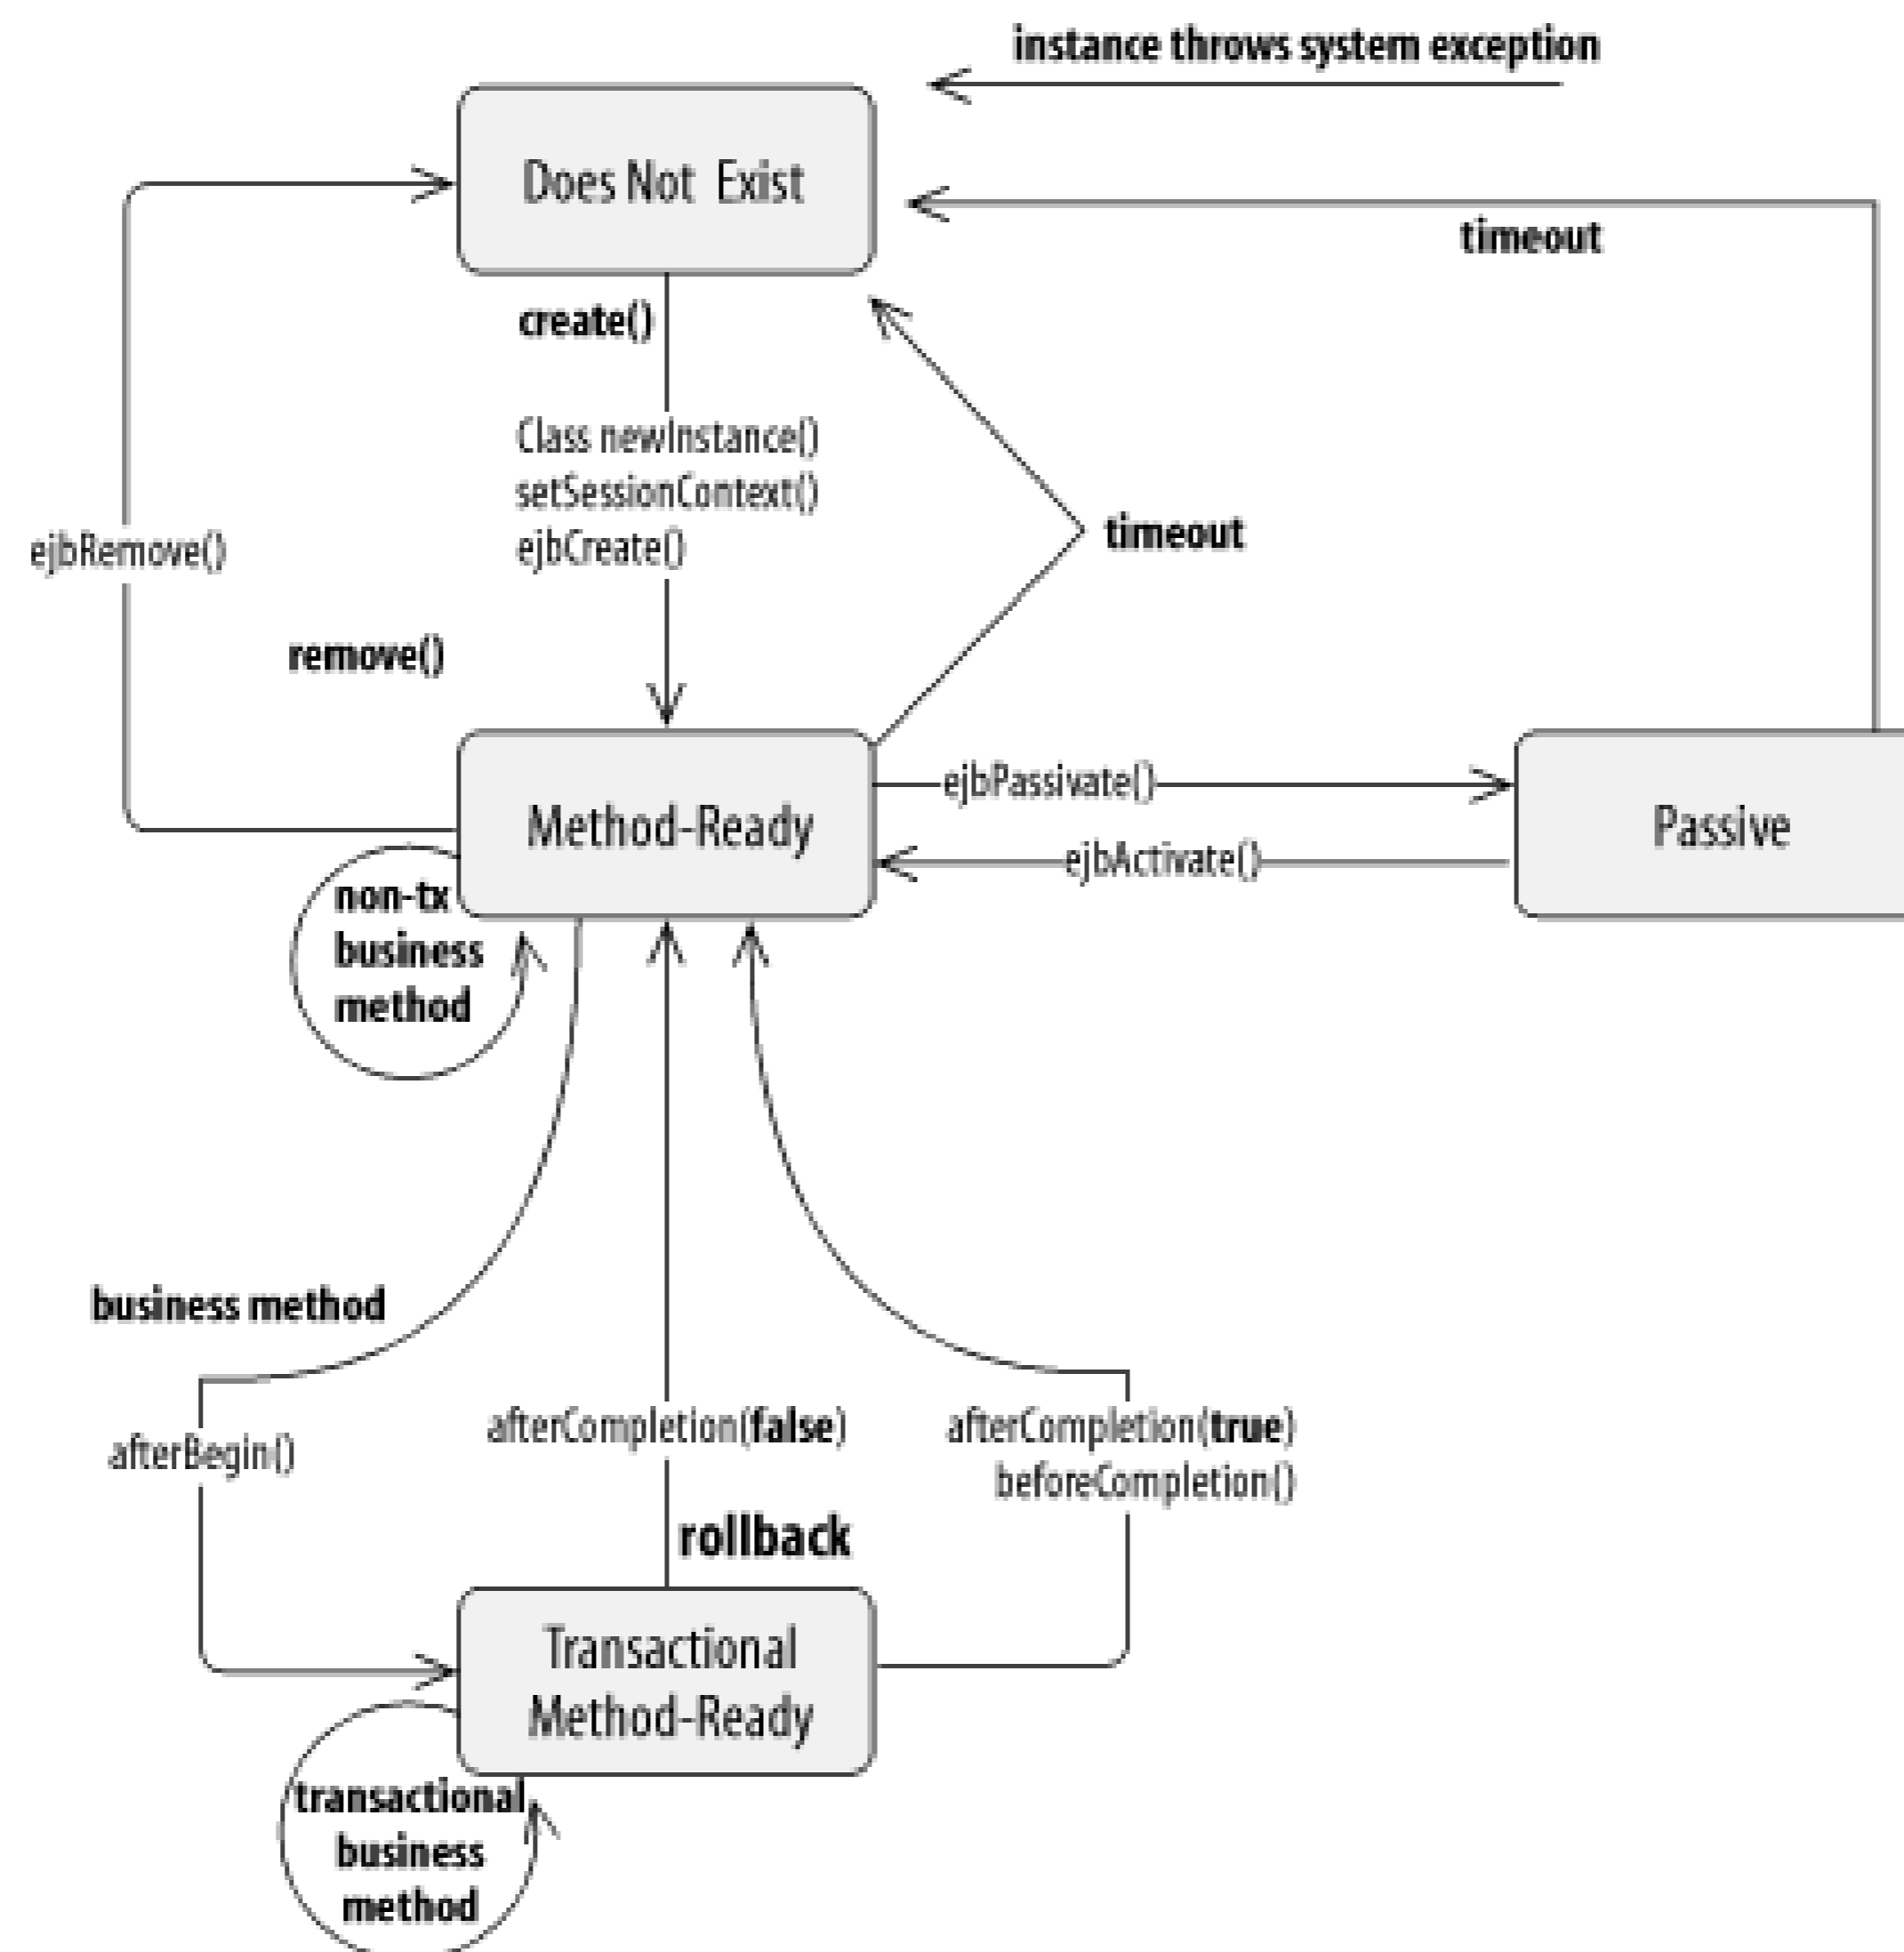 instance throws system exception
Does Not Exist
timeout
create()
Class newInstance()
setSessionContext()
ejbCreate()
timeout
ejbRemove()
remove()
ejbPassivate()
Method-Ready
Passive
ejbActivate()
non-tx
business
method
business method
afterBegin()
afterCompletion(false)
afterCompletion(true)
beforeCompletion()
rollback
Transactional
Method-Ready
transactional
business
method